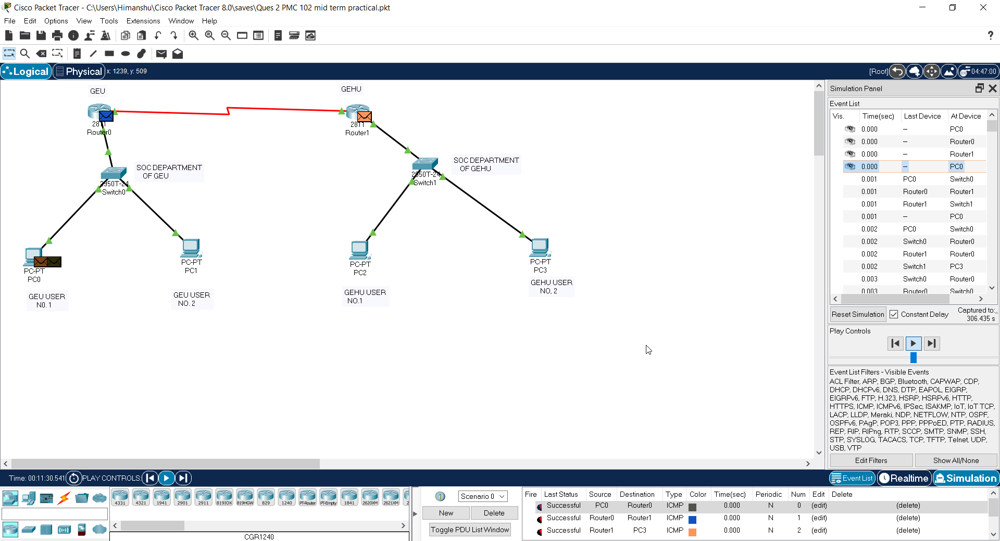 Cisco Packet Tracer - C:\Users\Himanshu\Cisco Packet Tracer 8.0\saves\Ques 2 PMC 102 mid term practical.pkt
File Edit Options View Tools Extensions Window Help
?
Logical Physical x: 1239, y: 509 [Root] 04:47:00
GEU
GEHU
2811
Router0
2811
Router1
SOC DEPARTMENT
OF GEU
SOC DEPARTMENT
OF GEHU
2950T-24
Switch0
2950T-24
Switch1
PC-PT
PC0
PC-PT
PC1
PC-PT
PC2
PC-PT
PC3
GEU USER
N0. 1
GEU USER
NO. 2
GEHU USER
NO.1
GEHU USER
NO, 2
Simulation Panel
Event List
Vis. Time(sec) Last Device At Device
0.000 -- PC0
0.000 -- Router0
0.000 -- Router1
0.000 -- PC0
0.001 PC0 Switch0
0.001 Router0 Router1
0.001 Router1 Switch1
0.001 -- PC0
0.002 PC0 Switch0
0.002 Switch0 Router0
0.002 Router1 Router0
0.002 Switch1 PC3
0.003 Switch0 Router0
0.003 Router0 Switch0
Reset Simulation Constant Delay Captured to:
306.435 s
Play Controls
Event List Filters - Visible Events
ACL Filter, ARP, BGP, Bluetooth, CAPWAP, CDP,
DHCP, DHCPv6, DNS, DTP, EAPOL, EIGRP,
EIGRPv6, FTP, H.323, HSRP, HSRPv6, HTTP,
HTTPS, ICMP, ICMPv6, IPSec, ISAKMP, IoT, IoT TCP,
LACP, LLDP, Meraki, NDP, NETFLOW, NTP, OSPF,
OSPFv6, PAgP, POP3, PPP, PPPoED, PTP, RADIUS,
REP, RIP, RIPng, RTP, SCCP, SMTP, SNMP, SSH,
STP, SYSLOG, TACACS, TCP, TFTP, Telnet, UDP,
USB, VTP
Edit Filters Show All/None
Time: 00:11:30.541 PLAY CONTROLS:
Event List Realtime Simulation
4331 4321 1941 2901 2911 819IOX 819HGW 829 1240 PT-Router PT-Empty 1841 2620XM 2621XM 2
CGR1240
1 Scenario 0
New Delete
Toggle PDU List Window
Fire Last Status Source Destination Type Color Time(sec) Periodic Num Edit Delete
Successful PC0 Router0 ICMP 0.000 N 0 (edit) (delete)
Successful Router0 Router1 ICMP 0.000 N 1 (edit) (delete)
Successful Router1 PC3 ICMP 0.000 N 2 (edit) (delete)